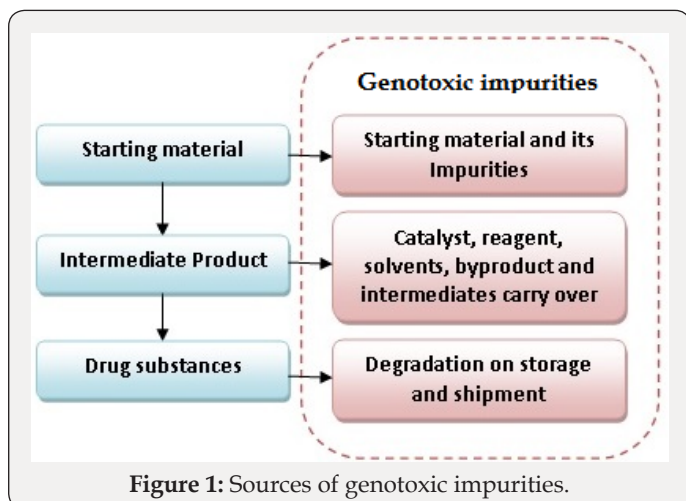 Genotoxic impurities
Starting material
Starting material and its
Impurities
Intermediate Product
Catalyst, reagent,
solvents, byproduct and
intermediates carry over
Drug substances
Degradation on storage
and shipment
Figure 1: Sources of genotoxic impurities.